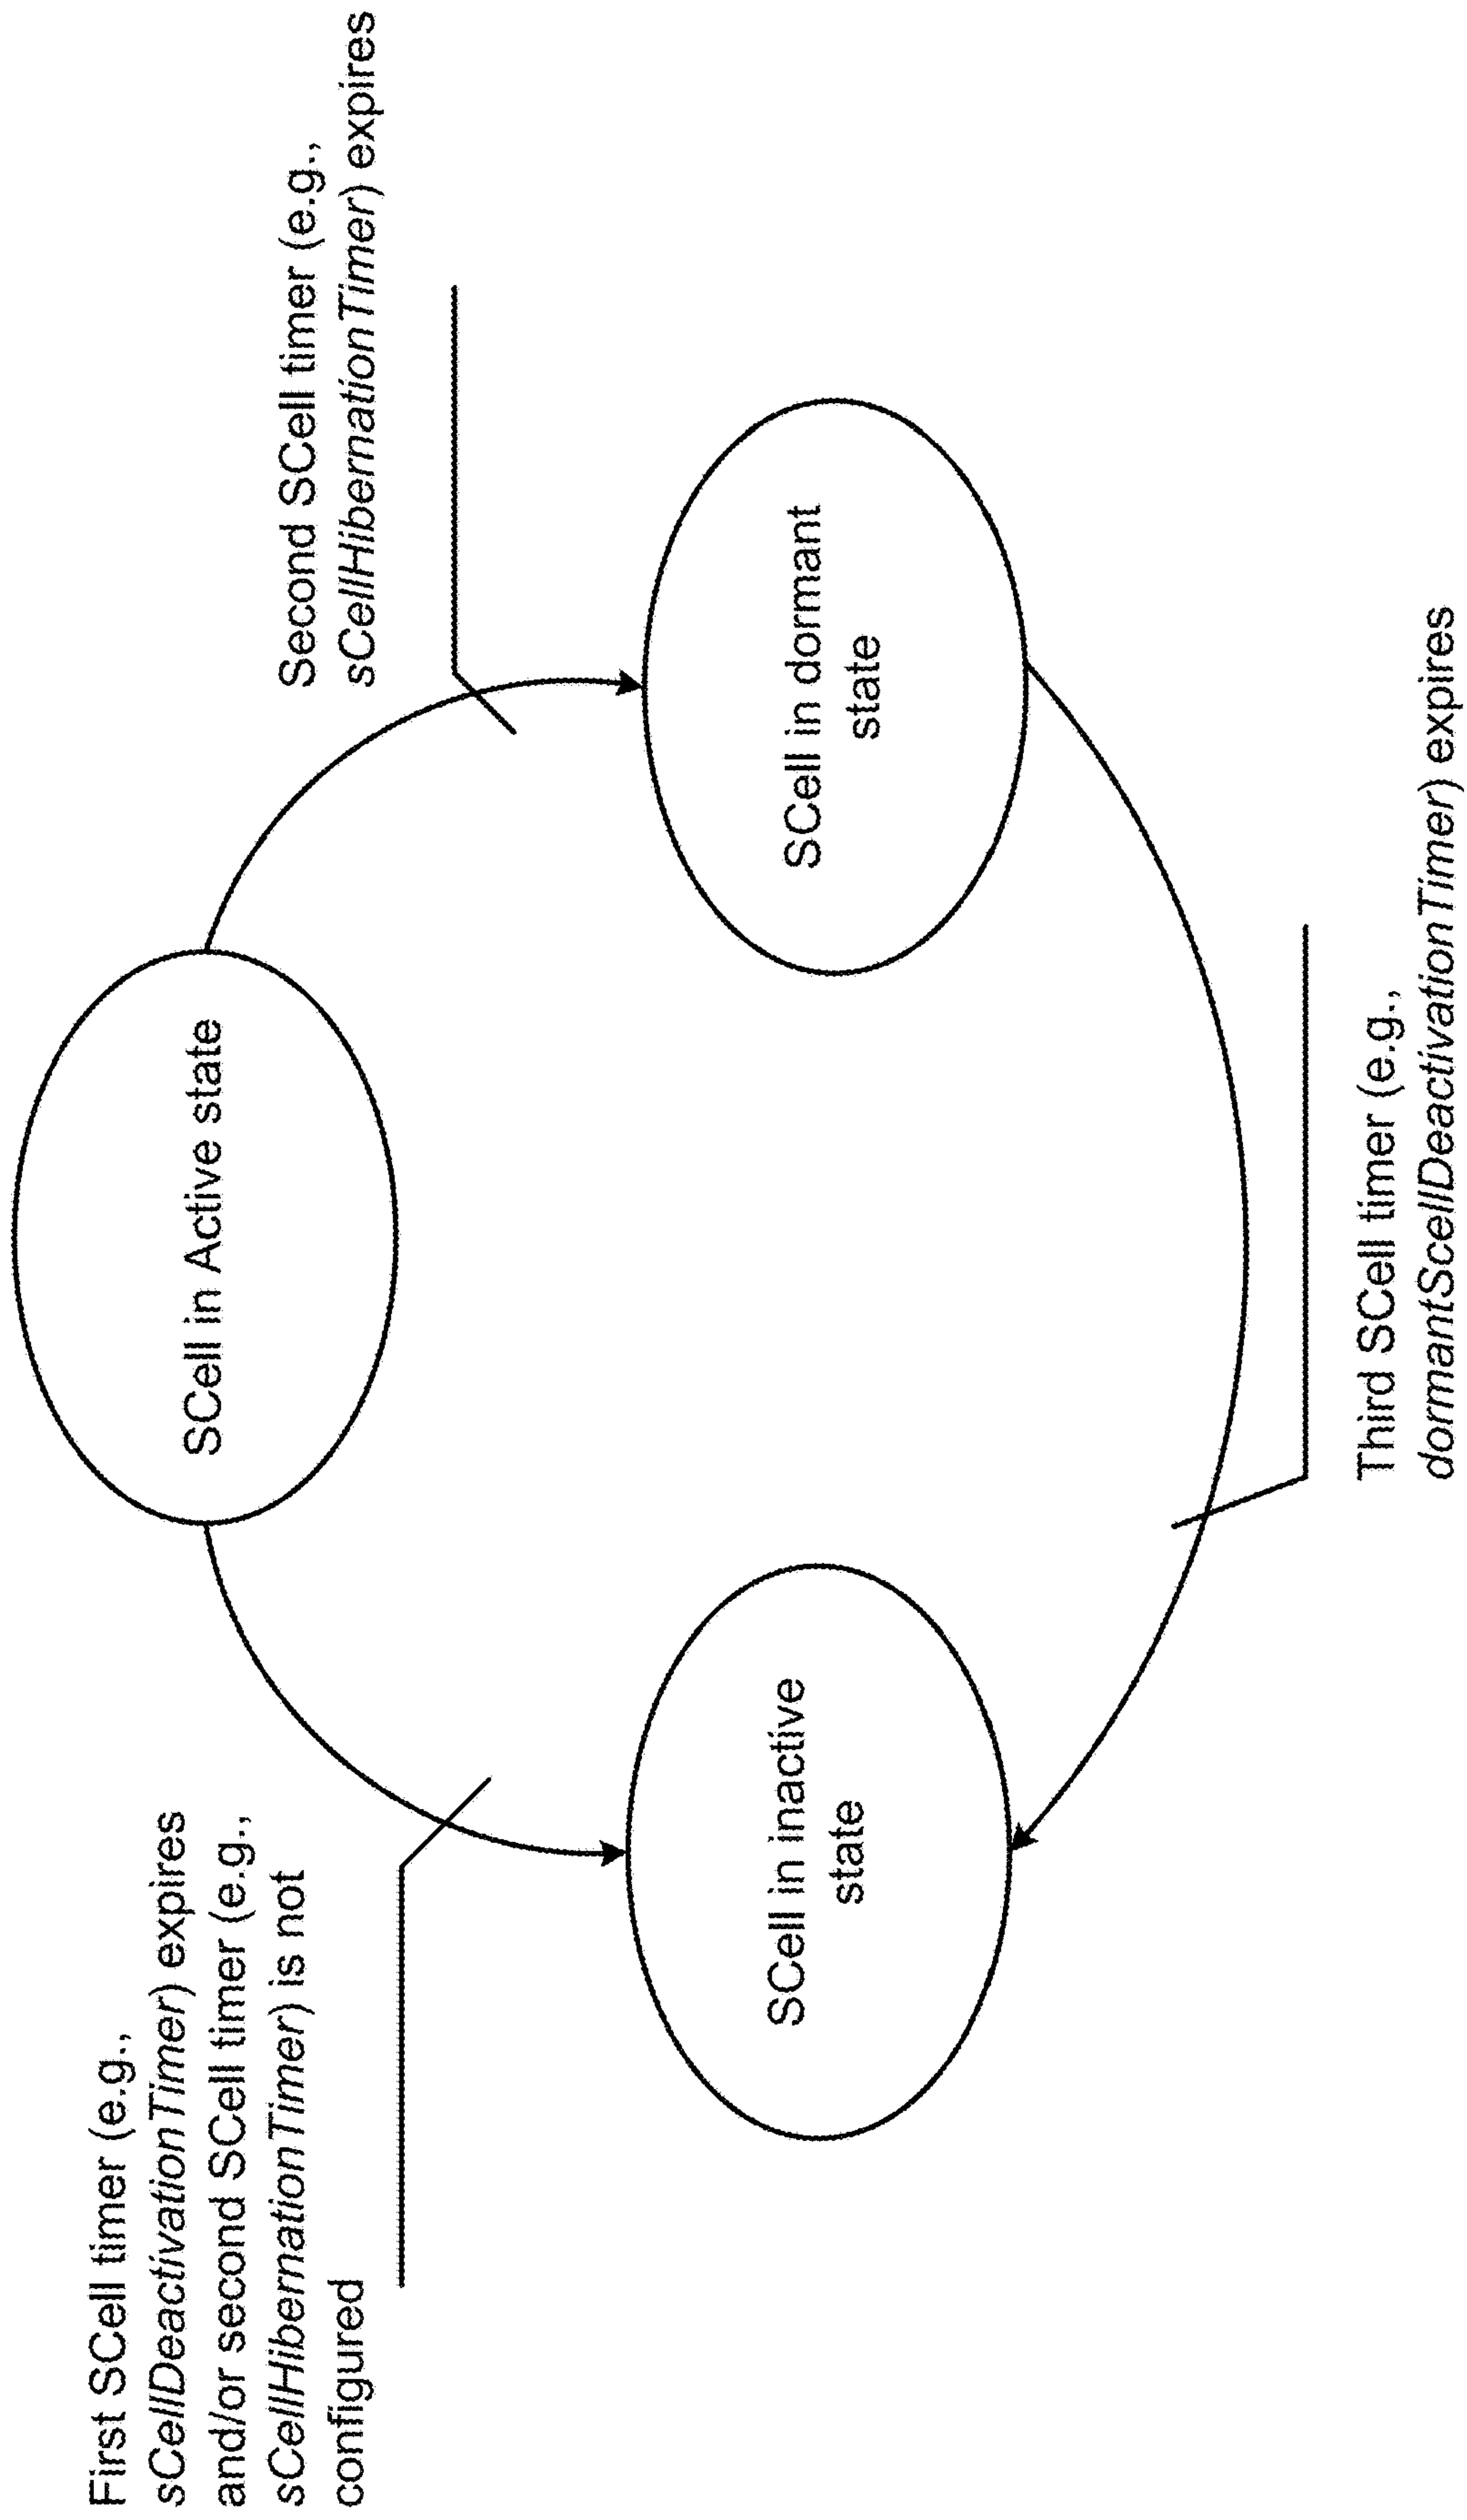 First SCell timer (e.g.,
sCellDeactivationTimer) expires
and/or second SCell timer (e.g.,
sCellHibernationTimer) is not
configured
SCell in Active state
Second SCell timer (e.g.,
sCellHibernationTimer) expires
SCell in inactive
state
SCell in dormant
state
Third SCell timer (e.g.,
dormantScellDeactivationTimer) expires